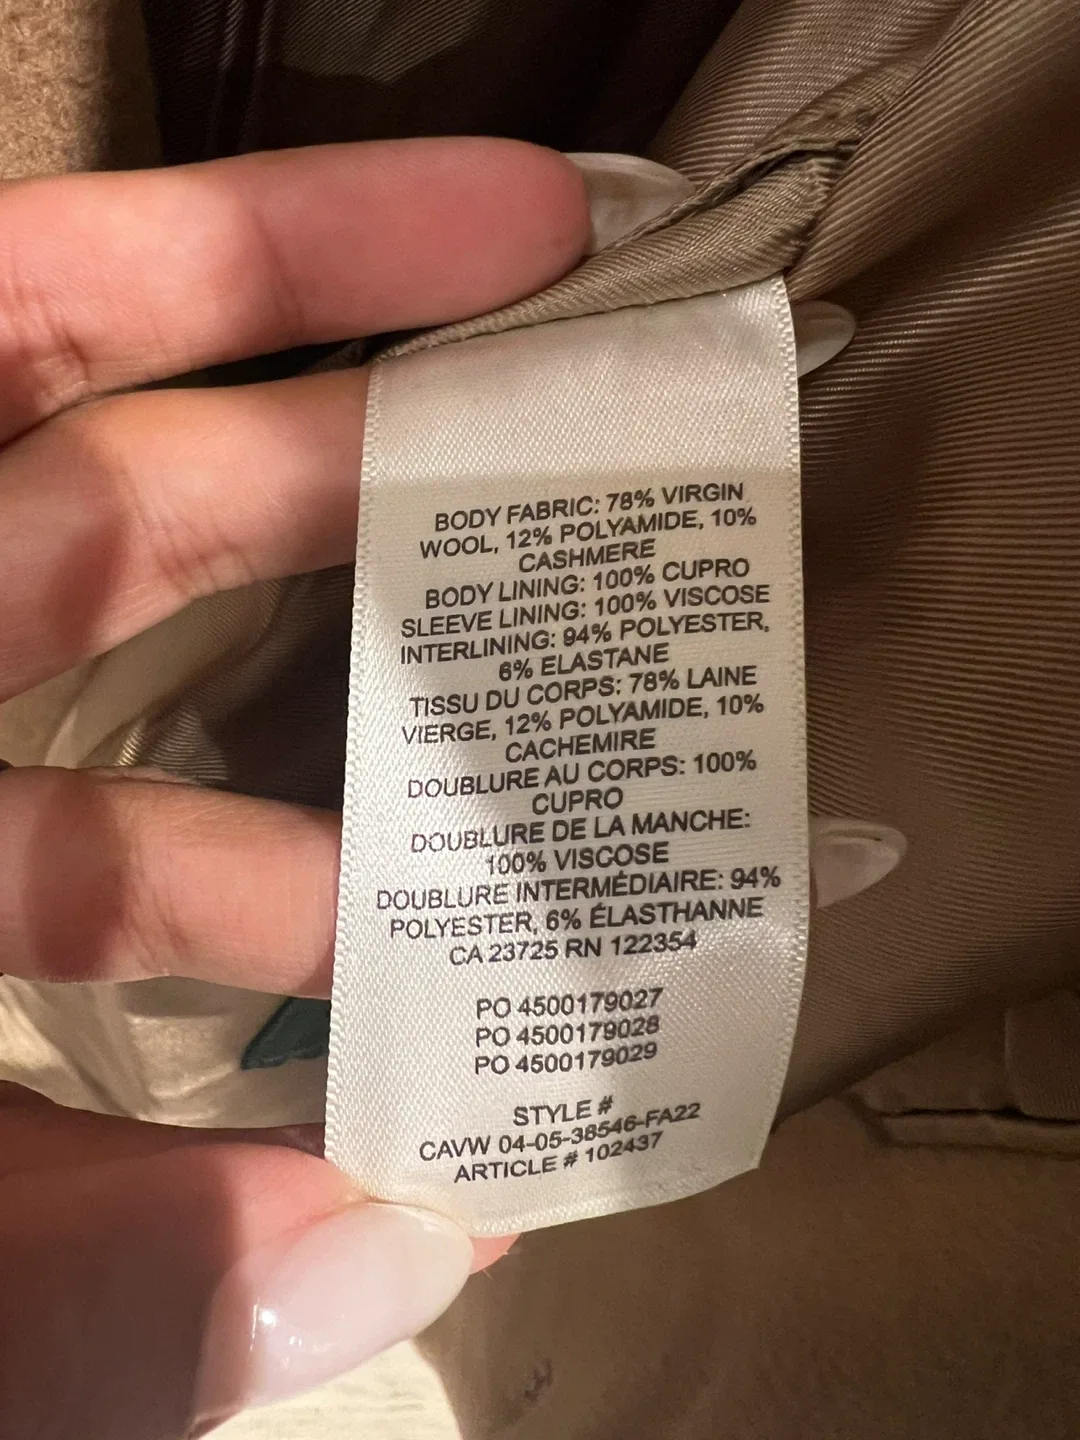 BODY FABRIC: 78% VIRGIN
WOOL, 12% POLYAMIDE, 10%
CASHMERE
BODY LINING: 100% CUPRO
SLEEVE LINING: 100% VISCOSE
INTERLINING: 94% POLYESTER,
6% ELASTANE
TISSU DU CORPS: 78% LAINE
VIERGE, 12% POLYAMIDE, 10%
CACHEMIRE
DOUBLURE AU CORPS: 100%
CUPRO
DOUBLURE DE LA MANCHE:
100% VISCOSE
DOUBLURE INTERMÉDIAIRE: 94%
POLYESTER, 6% ÉLASTHANNE
CA 23725 RN 122354
PO 4500179027
PO 4500179028
PO 4500179029
STYLE #
CAVW 04-05-38546-FA22
ARTICLE # 102437